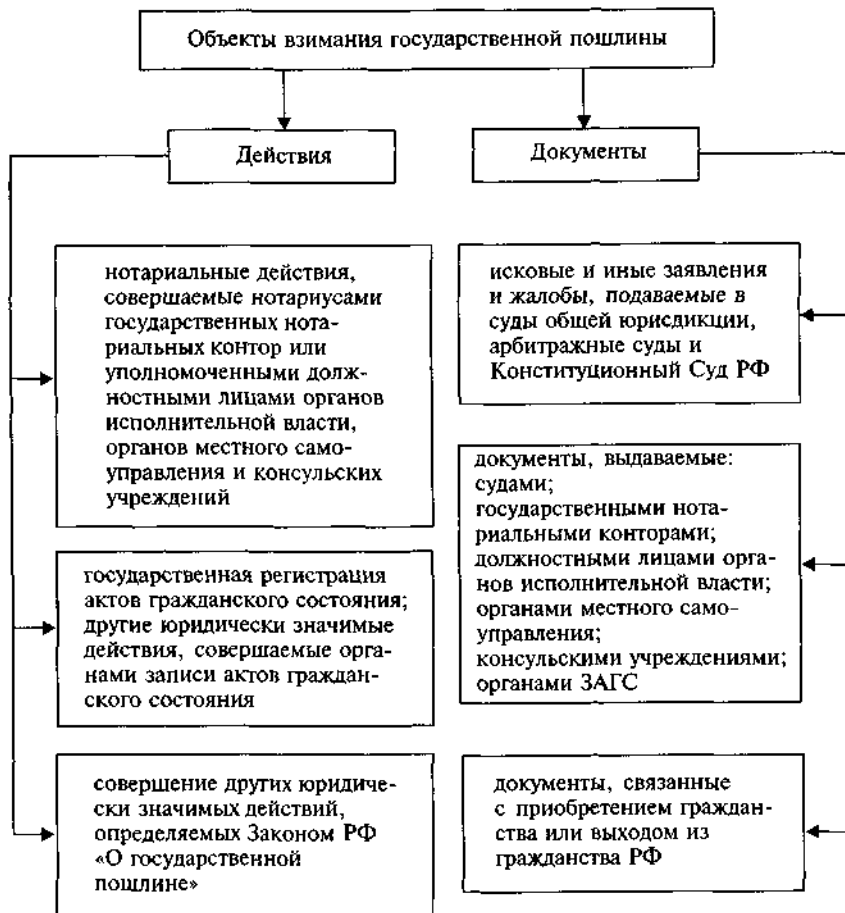 Объекты взимания государственной пошлины
Действия
Документы
нотариальные действия,
совершаемые нотариусами
государственных нота-
риальных контор или
уполномоченными долж-
ностными лицами органов
исполнительной власти,
органов местного само-
управления и консульских
учреждений
государственная регистрация
актов гражданского состояния;
другие юридически значимые
действия, совершаемые орга-
нами записи актов граждан-
ского состояния
совершение других юридиче-
ски значимых действий,
определяемых Законом РФ
«О государственной
пошлине»
исковые и иные заявления
и жалобы, подаваемые в
суды общей юрисдикции,
арбитражные суды и
Конституционный Суд РФ
документы, выдаваемые:
судами;
государственными нота-
риальными конторами;
должностными лицами орга-
нов исполнительной власти;
органами местного само-
управления;
консульскими учреждениями;
органами ЗАГС
документы, связанные
с приобретением граждан-
ства или выходом из
гражданства РФ